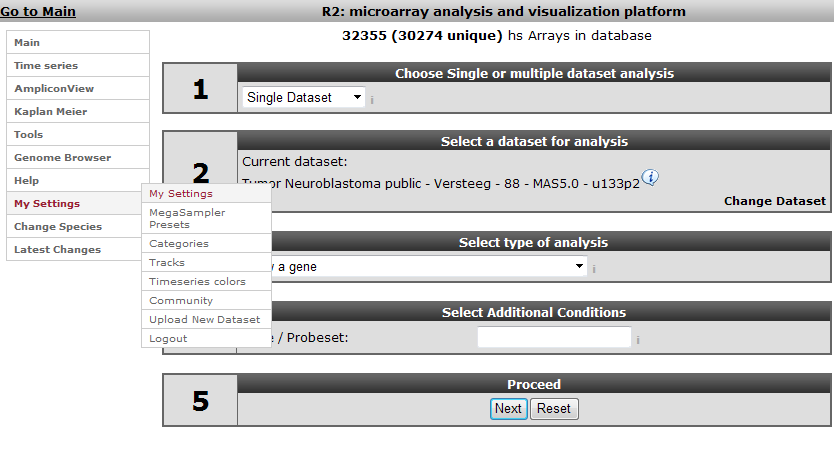 Go to Main
R2: microarray analysis and visualization platform
32355 (30274 unique) hs Arrays in database
Main
Time series
AmpliconView
Kaplan Meier
Tools
Genome Browser
Help
My Settings
Change Species
Latest Changes
My Settings
MegaSampler
Presets
Categories
Tracks
Timeseries colors
Community
Upload New Dataset
Logout
1
Choose Single or multiple dataset analysis
Single Dataset
i
2
Select a dataset for analysis
Current dataset:
Tumor Neuroblastoma public - Versteeg - 88 - MAS5.0 - u133p2
i
Change Dataset
Select type of analysis
a gene
i
Select Additional Conditions
/ Probeset:
i
5
Proceed
Next
Reset